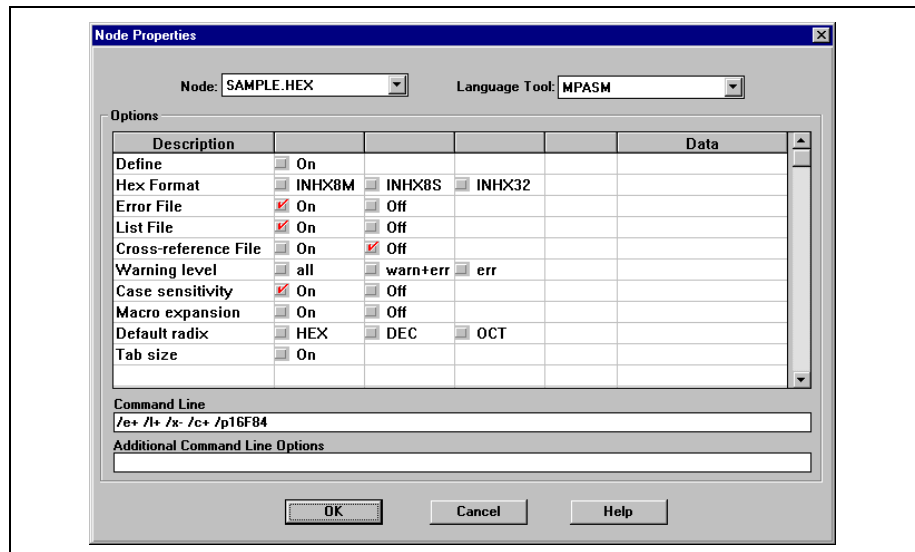 Node Properties
Node: SAMPLE.HEX Language Tool: MPASM
Options
Description Data
Define On
Hex Format INHX8M INHX8S INHX32
Error File On Off
List File On Off
Cross-reference File On Off
Warning level all warn+err err
Case sensitivity On Off
Macro expansion On Off
Default radix HEX DEC OCT
Tab size On
Command Line
/e+ /l+ /x- /c+ /p16F84
Additional Command Line Options
OK Cancel Help